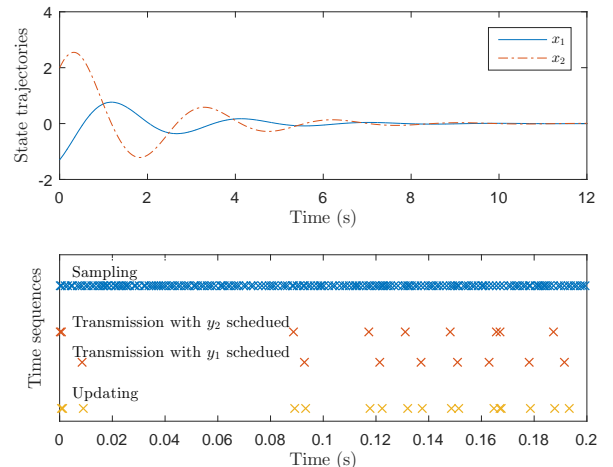 4
2
0
-2
State trajectories
x₁
x₂
0 2 4 6 8 10 12
Time (s)
Time sequences
Sampling
Transmission with y₂ schedued
Transmission with y₁ schedued
Updating
0 0.02 0.04 0.06 0.08 0.1 0.12 0.14 0.16 0.18 0.2
Time (s)